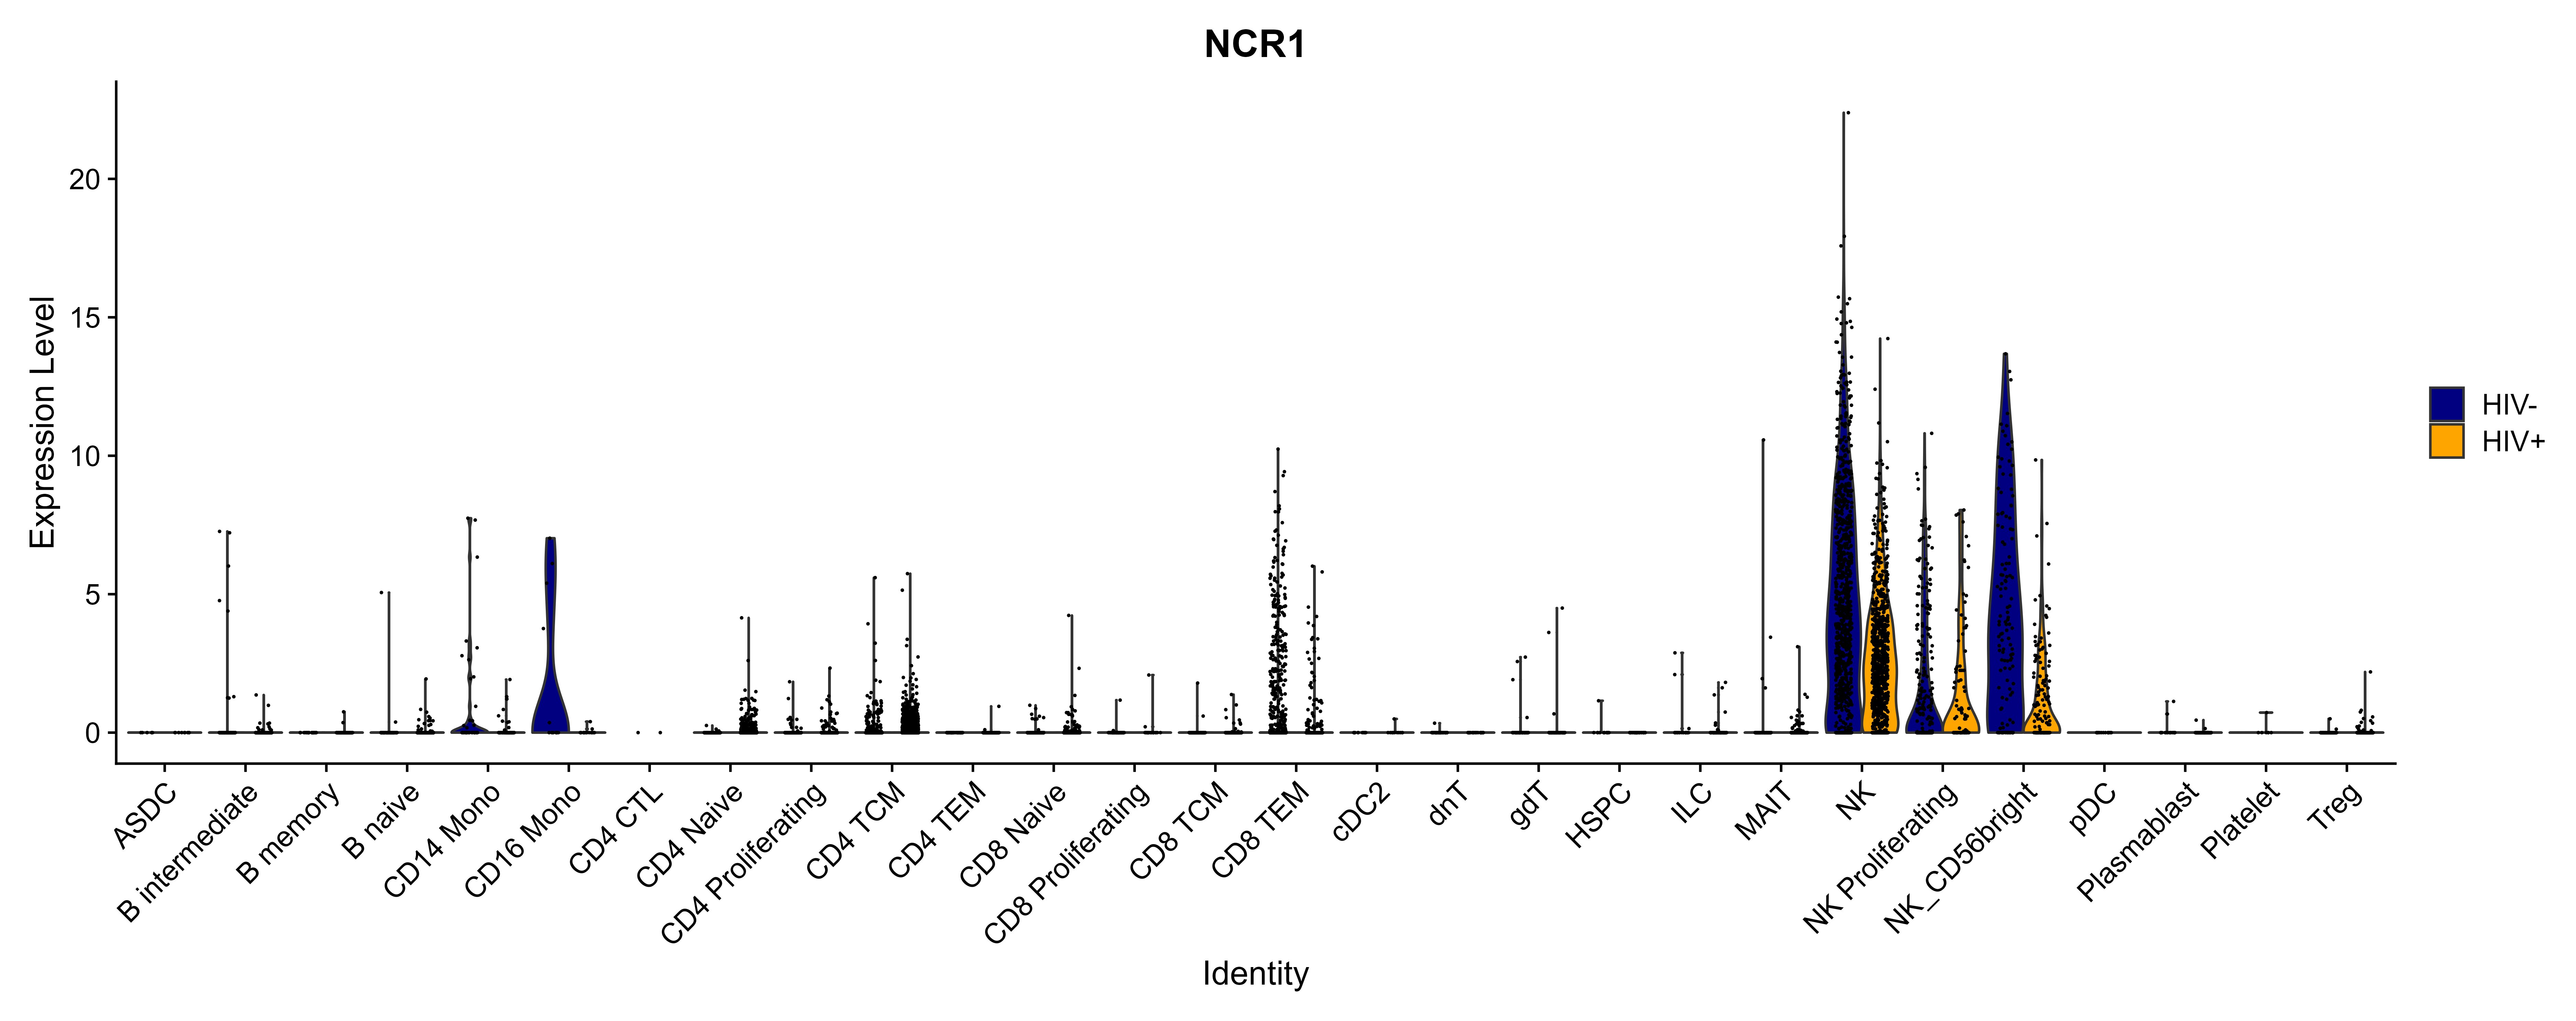 NCR1
Expression Level
20
15
10
5
0
ASDC
B intermediate
B memory
B naive
CD14 Mono
CD16 Mono
CD4 CTL
CD4 Naive
CD4 Proliferating
CD4 TCM
CD4 TEM
CD8 Naive
CD8 Proliferating
CD8 TCM
CD8 TEM
cDC2
dnT
gdT
HSPC
ILC
MAIT
NK
NK Proliferating
NK_CD56bright
pDC
Plasmablast
Platelet
Treg
Identity
HIV-
HIV+